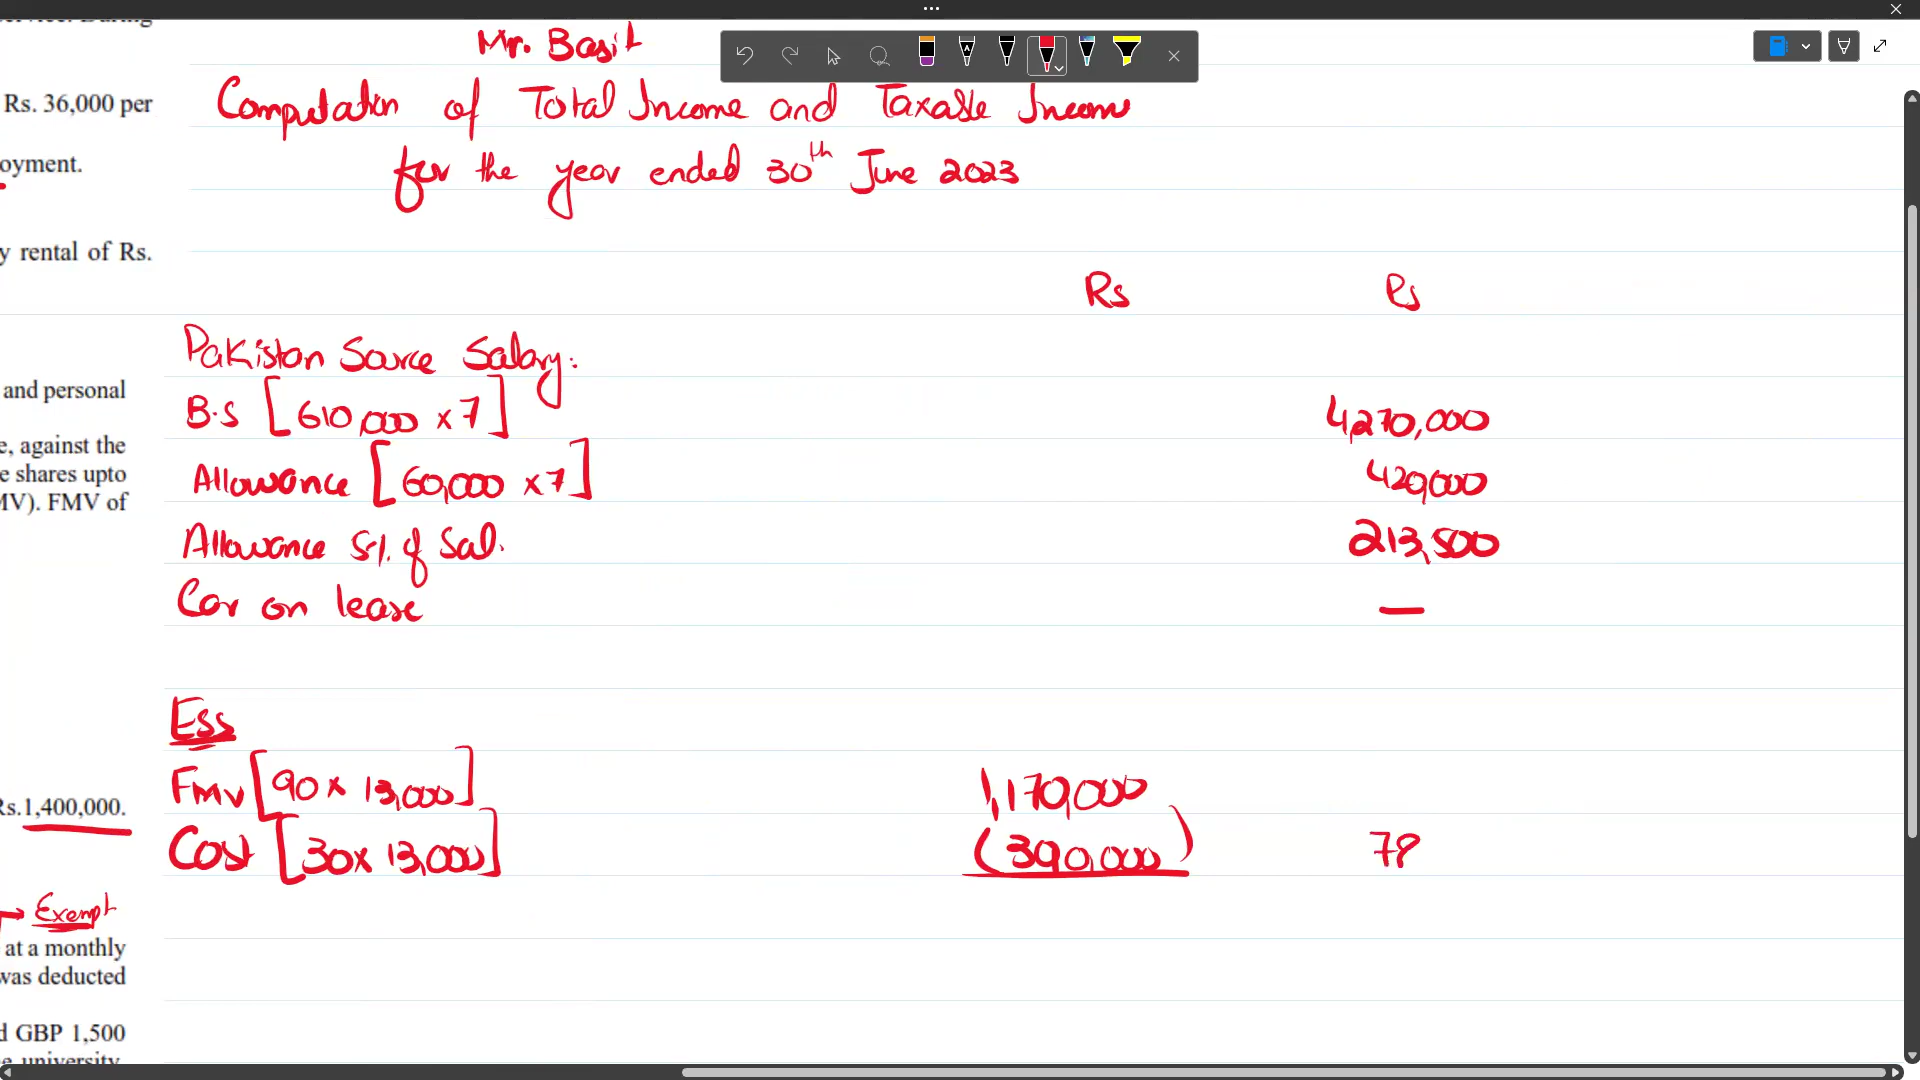 service. During
Rs. 36,000 per
oyment.
y rental of Rs.
and personal
e, against the
e shares upto
MV). FMV of
Rs.1,400,000.
→ Exempt
at a monthly
was deducted
d GBP 1,500
e university.
Mr. Basit
Computation of Total Income and Taxable Income
for the year ended 30th June 2023
Rs Rs
Pakistan Source Salary:
B.S [610,000 x 7] 4,270,000
Allowance [60,000 x 7] 420,000
Allowance 5% of Sal. 213,500
Car on lease —
Ess
FMV [90 x 13,000] 1,170,000
Cost [30 x 13,000] (390,000) 78